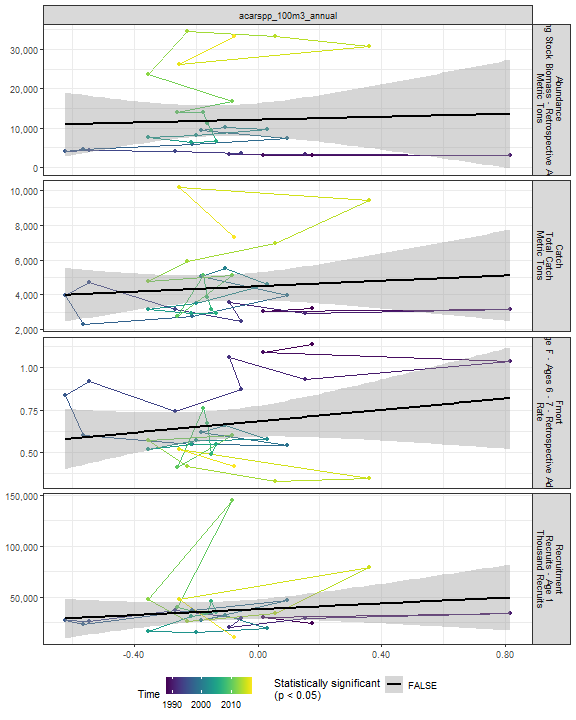 acarspp_100m3_annual
30,000
20,000
10,000
0
Abundance
Stock Biomass - Retrospective
Metric Tons
10,000
8,000
6,000
4,000
2,000
Catch
Total Catch
Metric Tons
1.00
0.75
0.50
Fmort
F - Ages 6 - 7 - Retrospective
Rate
150,000
100,000
50,000
Recruitment
Recruits - Age 1
Thousand Recruits
-0.40
0.00
0.40
0.80
Time
1990 2000 2010
Statistically significant
(p < 0.05)
FALSE